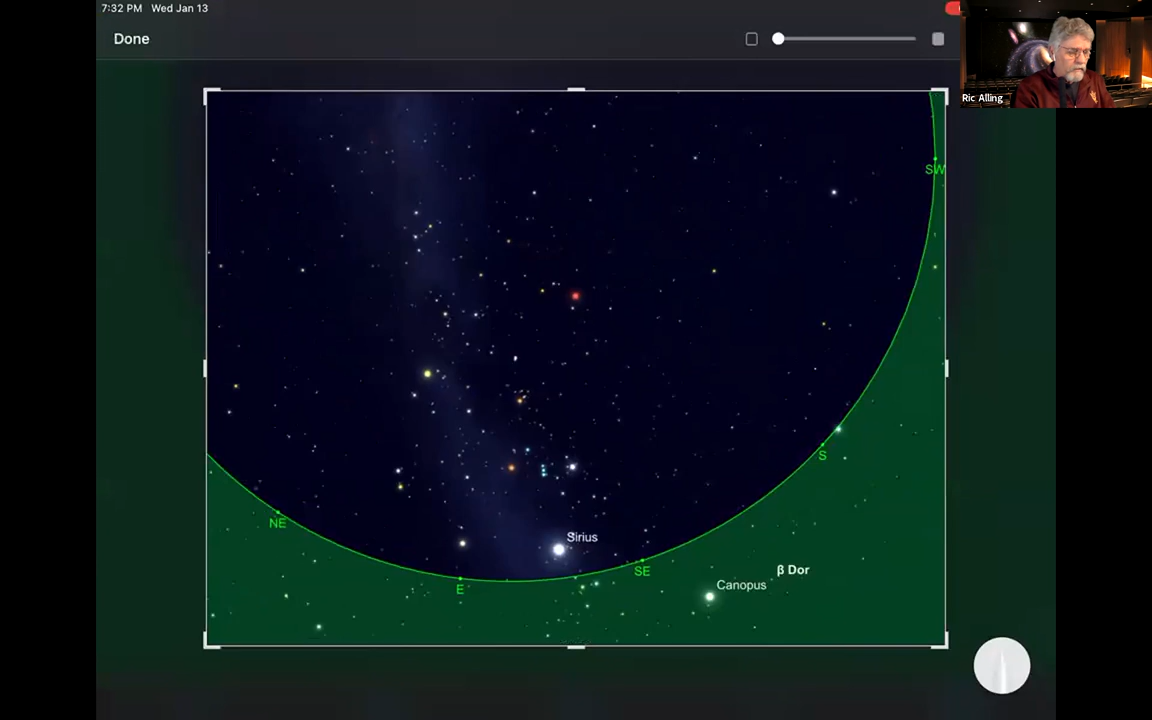 7:32 PM Wed Jan 13
Done
Ric Alling
SW
S
Sirius
NE
SE
β Dor
E
Canopus